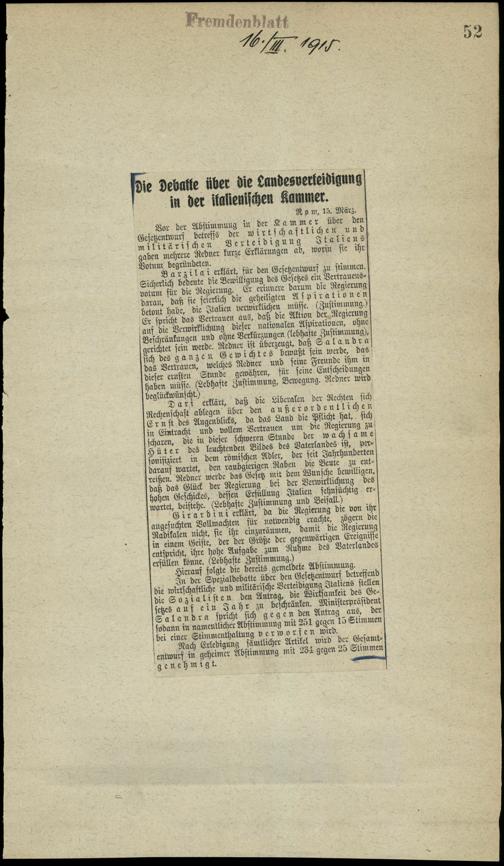 Fremdenblatt
52
16./III. 1915.
Die Debatte über die Landesverteidigung
in der italienischen Kammer.
Rom, 15. März.
Vor der Abstimmung in der Kammer über den
Gesetzentwurf betreffs der wirtschaftlichen und
militärischen Verteidigung Italiens
gaben mehrere Redner kurze Erklärungen ab, worin sie ihr
Votum begründeten.
Barzilai erklärt, für den Gesetzentwurf zu stimmen.
Sicherlich bedeute die Bewilligung des Gesetzes ein Vertrauens-
votum für die Regierung. Er erinnere darum die Regierung
daran, daß sie feierlich die geheiligten Aspirationen
betont habe, die Italien verwirklichen müsse. (Zustimmung.)
Er spricht das Vertrauen aus, daß die Aktion der Regierung
auf die Verwirklichung dieser nationalen Aspirationen, ohne
Beschränkungen und ohne Verkürzungen (lebhafte Zustimmung),
gerichtet sein werde. Redner ist überzeugt, daß Salandra
sich des ganzen Gewichtes bewußt sein werde, das
das Vertrauen, welches Redner und seine Freunde ihm in
dieser ernsten Stunde gewähren, für seine Entscheidungen
haben müsse. (Lebhafte Zustimmung, Bewegung. Redner wird
beglückwünscht.)
Dari erklärt, daß die Liberalen der Rechten sich
Rechenschaft ablegen über den außerordentlichen
Ernst des Augenblicks, da das Land die Pflicht hat, sich
in Eintracht und vollem Vertrauen um die Regierung zu
scharen, die in dieser schweren Stunde der wachsame
Hüter des leuchtenden Bildes des Vaterlandes ist, per-
sonifiziert in dem römischen Adler, der seit Jahrhunderten
darauf wartet, den raubgierigen Raben die Beute zu ent-
reißen. Redner werde das Gesetz mit dem Wunsche bewilligen,
daß das Glück der Regierung bei der Verwirklichung des
hohen Geschickes, dessen Erfüllung Italien sehnsüchtig er-
wartet, beistehe. (Lebhafte Zustimmung und Beifall.)
Girardini erklärt, da die Regierung die von ihr
angesuchten Vollmachten für notwendig erachte, zögern die
Radikalen nicht, sie ihr einzuräumen, damit die Regierung
in einem Geiste, der der Größe der gegenwärtigen Ereignisse
entspricht, ihre hohe Aufgabe zum Ruhme des Vaterlandes
erfüllen könne. (Lebhafte Zustimmung.)
Hierauf folgte die bereits gemeldete Abstimmung.
In der Spezialdebatte über den Gesetzentwurf betreffend
die wirtschaftliche und militärische Verteidigung Italiens stellen
die Sozialisten den Antrag, die Wirksamkeit des Ge-
setzes auf ein Jahr zu beschränken. Ministerpräsident
Salandra spricht sich gegen den Antrag aus, der
sodann in namentlicher Abstimmung mit 251 gegen 15 Stimmen
bei einer Stimmenthaltung verworfen wird.
Nach Erledigung sämtlicher Artikel wird der Gesamt-
entwurf in geheimer Abstimmung mit 234 gegen 25 Stimmen
genehmigt.